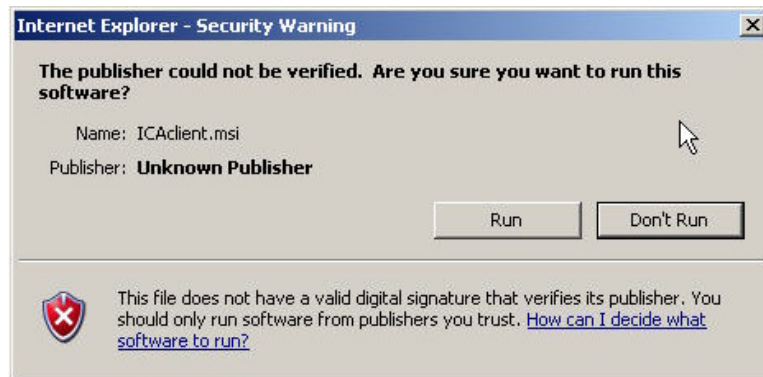 Internet Explorer - Security Warning
The publisher could not be verified.  Are you sure you want to run this
software?
Name: ICAclient.msi
Publisher: Unknown Publisher
Run Don't Run
This file does not have a valid digital signature that verifies its publisher. You
should only run software from publishers you trust. How can I decide what
software to run?